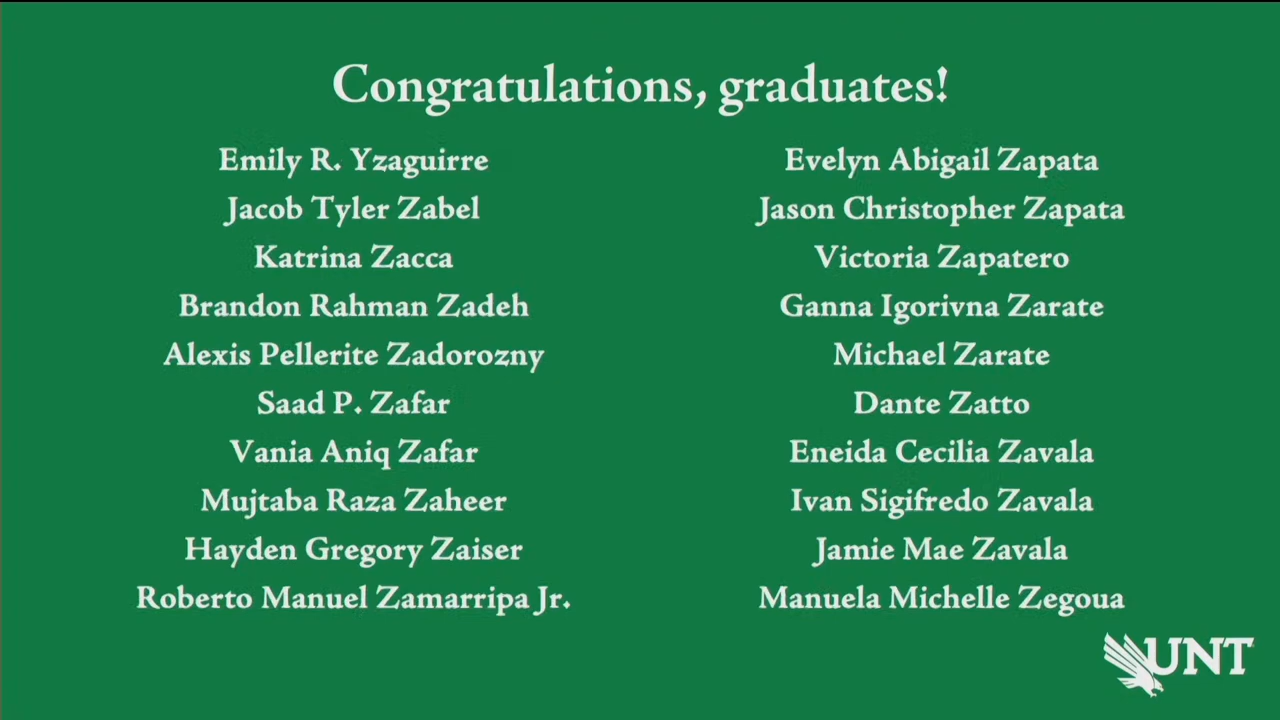 Congratulations, graduates!
Emily R. Yzaguirre
Jacob Tyler Zabel
Katrina Zacca
Brandon Rahman Zadeh
Alexis Pellerite Zadorozny
Saad P. Zafar
Vania Aniq Zafar
Mujtaba Raza Zaheer
Hayden Gregory Zaiser
Roberto Manuel Zamarripa Jr.
Evelyn Abigail Zapata
Jason Christopher Zapata
Victoria Zapatero
Ganna Igorivna Zarate
Michael Zarate
Dante Zatto
Eneida Cecilia Zavala
Ivan Sigifredo Zavala
Jamie Mae Zavala
Manuela Michelle Zegoua
UNT